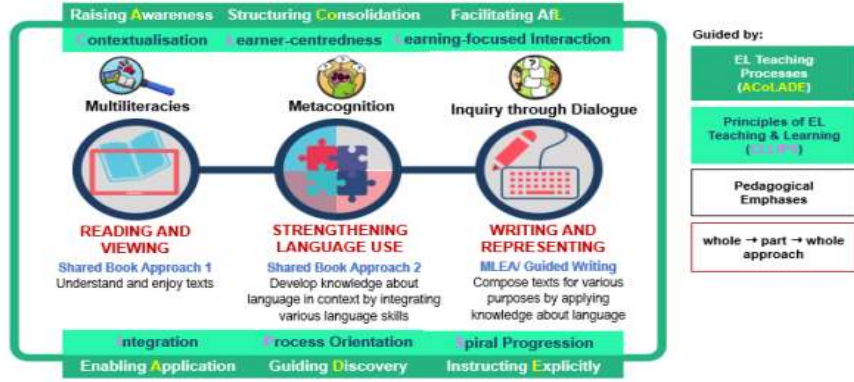 Raising Awareness Structuring Consolidation Facilitating AfL
Contextualisation Learner-centredness Learning-focused Interaction
Multiliteracies
Metacognition
Inquiry through Dialogue
READING AND
VIEWING
Shared Book Approach 1
Understand and enjoy texts
STRENGTHENING
LANGUAGE USE
Shared Book Approach 2
Develop knowledge about
language in context by integrating
various language skills
WRITING AND
REPRESENTING
MLEA/ Guided Writing
Compose texts for various
purposes by applying
knowledge about language
Integration Process Orientation Spiral Progression
Enabling Application Guiding Discovery Instructing Explicitly
Guided by:
EL Teaching
Processes
(ACoLADE)
Principles of EL
Teaching & Learning
(CLLIPS)
Pedagogical
Emphases
whole → part → whole
approach